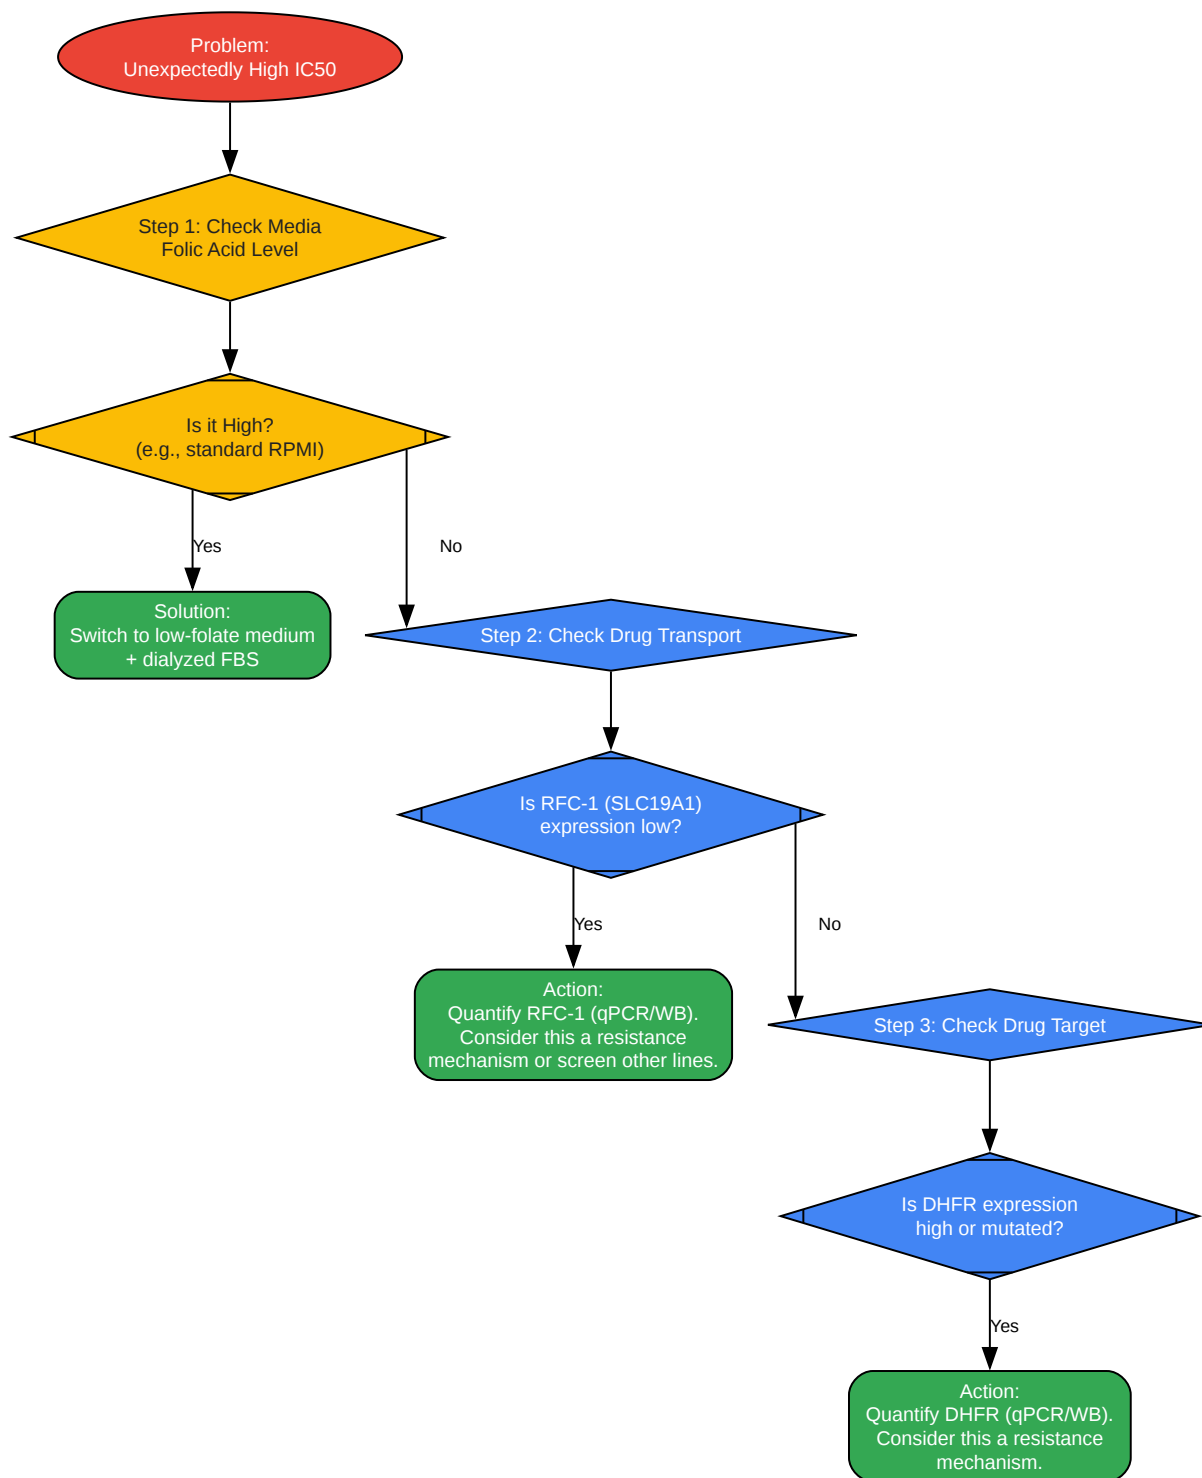 Problem:
Unexpectedly High IC50
Step 1: Check Media
Folic Acid Level
Is it High?
(e.g., standard RPMI)
Yes
No
Solution:
Switch to low-folate medium
+ dialyzed FBS
Step 2: Check Drug Transport
Is RFC-1 (SLC19A1)
expression low?
Yes
No
Action:
Quantify RFC-1 (qPCR/WB).
Consider this a resistance
mechanism or screen other lines.
Step 3: Check Drug Target
Is DHFR expression
high or mutated?
Yes
Action:
Quantify DHFR (qPCR/WB).
Consider this a resistance
mechanism.